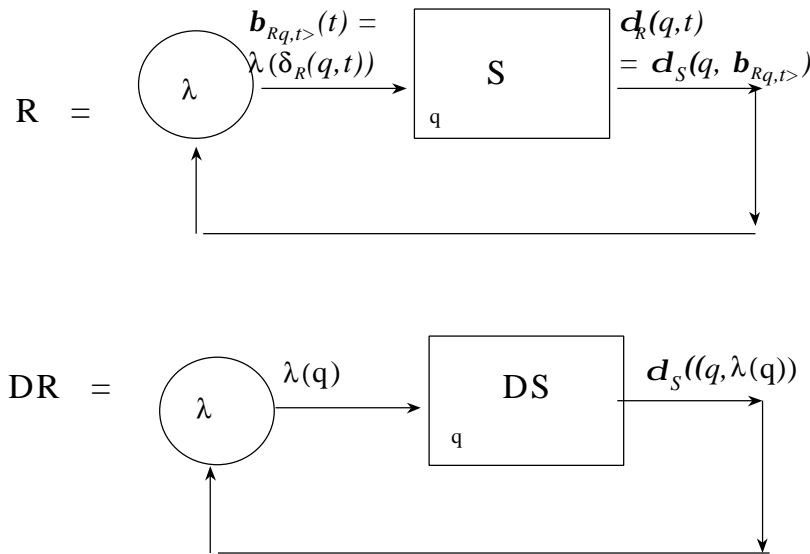 b_{Rq,t>}(t) =
λ(δ_R(q,t))
λ
R =
S
q
d_R(q,t)
= d_S(q, b_{Rq,t>})
DR =
λ
λ(q)
DS
q
d_S((q,λ(q))